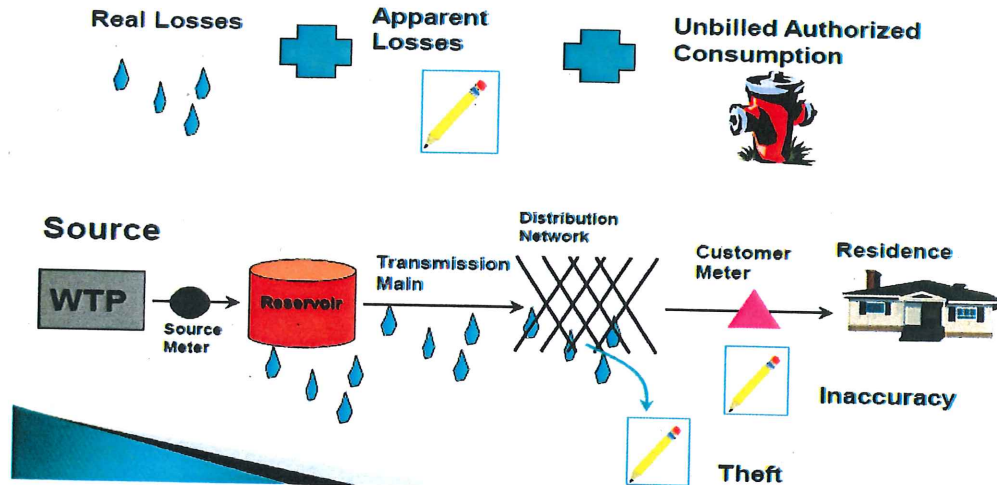 Real Losses
Apparent
Losses
Unbilled Authorized
Consumption
Source
WTP
Source
Meter
Reservoir
Transmission
Main
Distribution
Network
Customer
Meter
Residence
Inaccuracy
Theft